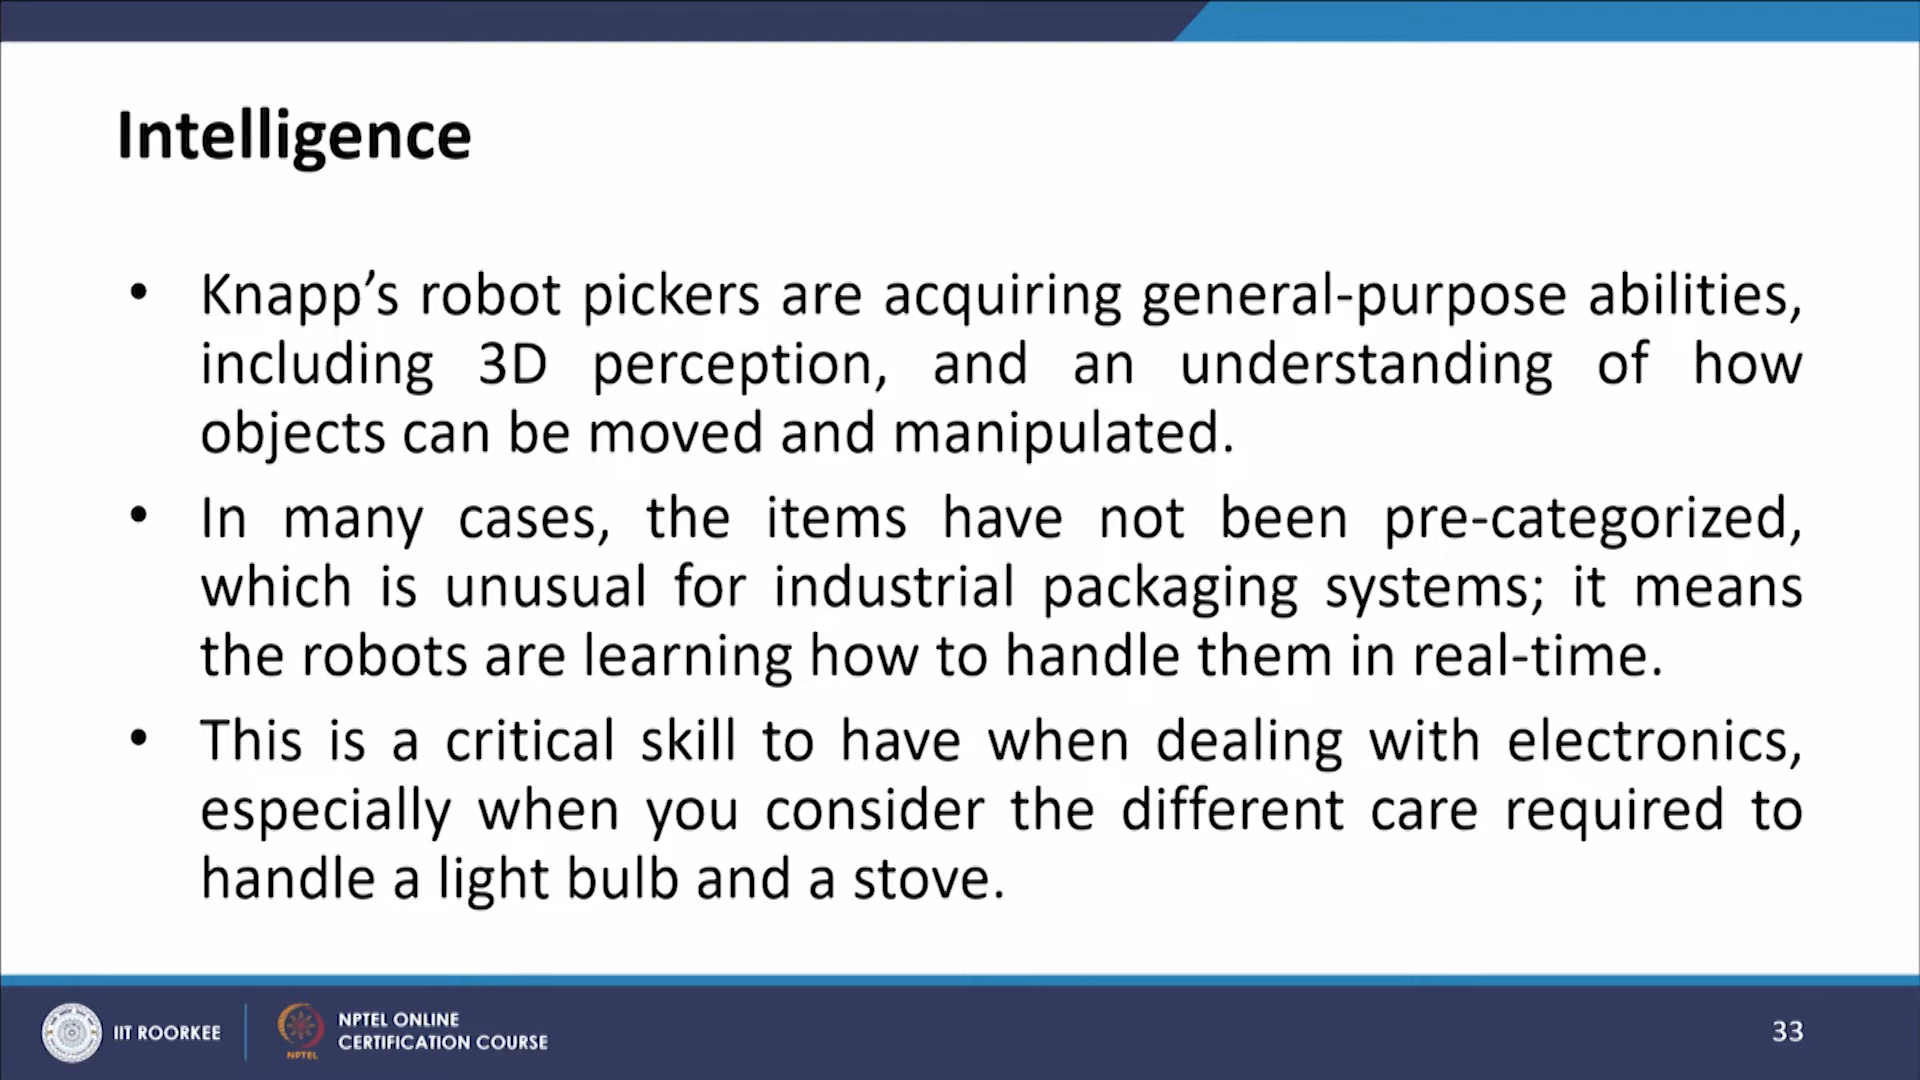 Intelligence
• Knapp’s robot pickers are acquiring general-purpose abilities,
including 3D perception, and an understanding of how
objects can be moved and manipulated.
• In many cases, the items have not been pre-categorized,
which is unusual for industrial packaging systems; it means
the robots are learning how to handle them in real-time.
• This is a critical skill to have when dealing with electronics,
especially when you consider the different care required to
handle a light bulb and a stove.
IIT ROORKEE
NPTEL
NPTEL ONLINE
CERTIFICATION COURSE
33